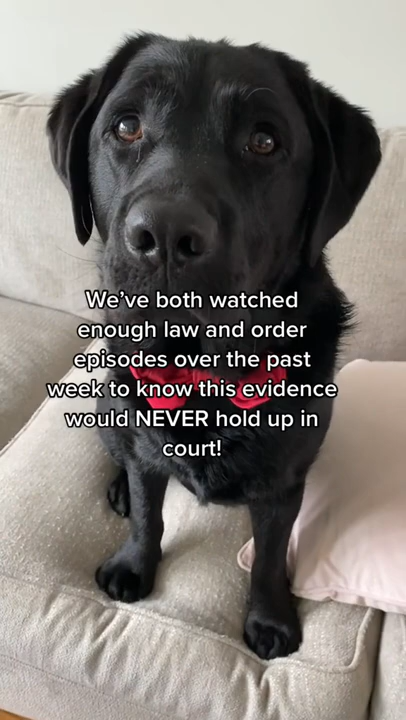 We've both watched
enough law and order
episodes over the past
week to know this evidence
would NEVER hold up in
court!